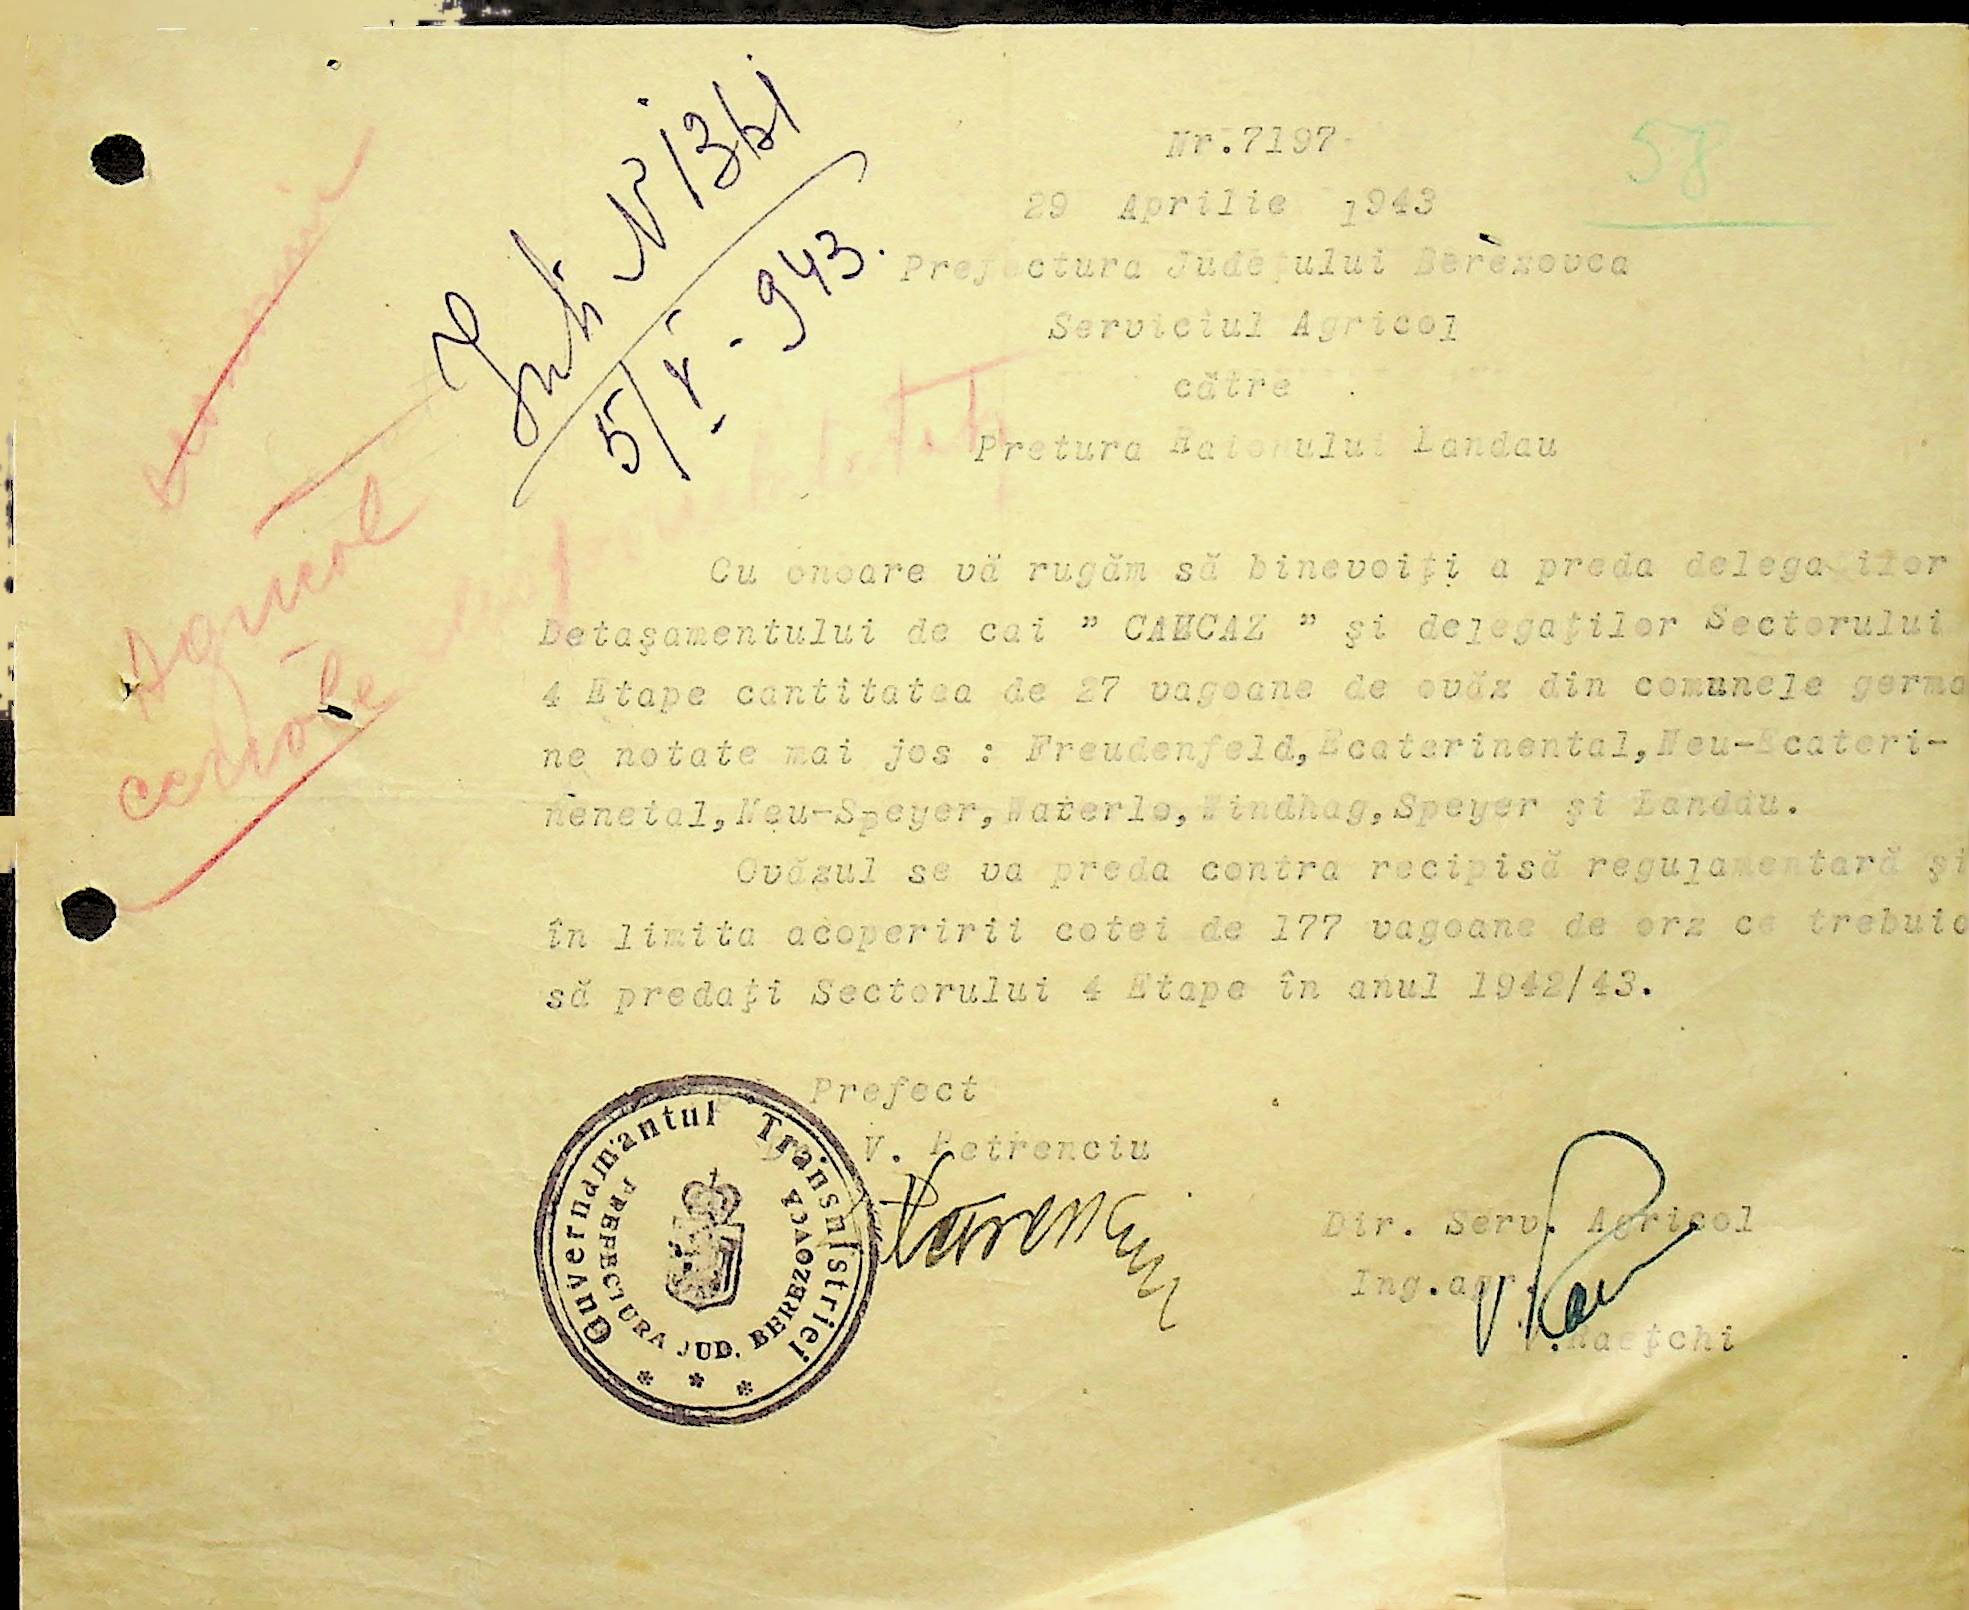 Nr.7197
58
29 Aprilie 1943
Prefectura Judeţului Berezovca
Serviciul Agricol
către
Pretura Raionului Landau
Nº 1361
5/V-943.
Agricol
Cu onoare vă rugăm să binevoiţi a preda delegaţilor
Detaşamentului de cai " CAUCAZ " şi delegaţilor Sectorului
4 Etape cantitatea de 27 vagoane de ovăz din comunele germa
ne notate mai jos : Freudenfeld,Ecaterinental,Neu-Ecateri-
nenetal,Neu-Speyer,Waterlo,Windhag,Speyer şi Landau.
Ovăzul se va preda contra recipisă regulamentară şi
în limita acoperirii cotei de 177 vagoane de orz ce trebuie
să predaţi Sectorului 4 Etape în anul 1942/43.
Prefect
V. Petrenciu
Guvernamantul Transnistriei
PREFECTURA JUD. BEREZOVCA
Dir. Serv. Agricol
Ing.agr.
V.Raeţchi